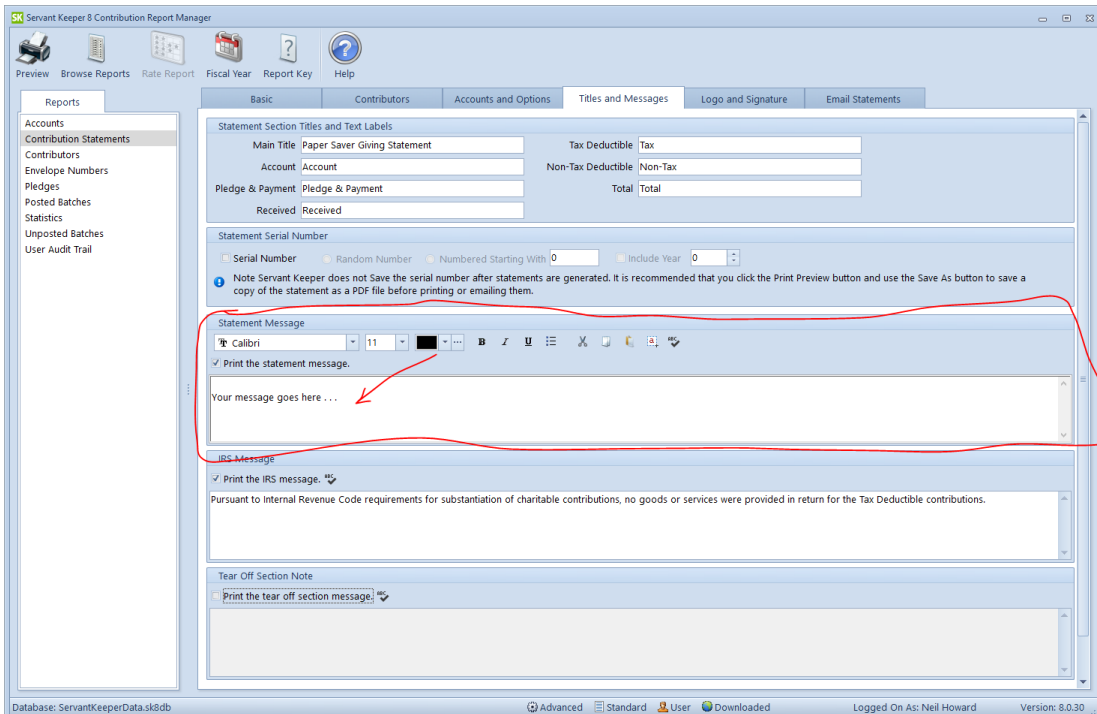 SK Servant Keeper 8 Contribution Report Manager
Preview Browse Reports Rate Report Fiscal Year Report Key Help
Reports
Accounts
Contribution Statements
Contributors
Envelope Numbers
Pledges
Posted Batches
Statistics
Unposted Batches
User Audit Trail
Basic Contributors Accounts and Options Titles and Messages Logo and Signature Email Statements
Statement Section Titles and Text Labels
Main Title Paper Saver Giving Statement Tax Deductible Tax
Account Account Non-Tax Deductible Non-Tax
Pledge & Payment Pledge & Payment Total Total
Received Received
Statement Serial Number
Serial Number Random Number Numbered Starting With 0 Include Year 0
Note Servant Keeper does not Save the serial number after statements are generated. It is recommended that you click the Print Preview button and use the Save As button to save a
copy of the statement as a PDF file before printing or emailing them.
Statement Message
Calibri 11 B I U
Print the statement message.
Your message goes here . . .
IRS Message
Print the IRS message.
Pursuant to Internal Revenue Code requirements for substantiation of charitable contributions, no goods or services were provided in return for the Tax Deductible contributions.
Tear Off Section Note
Print the tear off section message.
Database: ServantKeeperData.sk8db Advanced Standard User Downloaded Logged On As: Neil Howard Version: 8.0.30